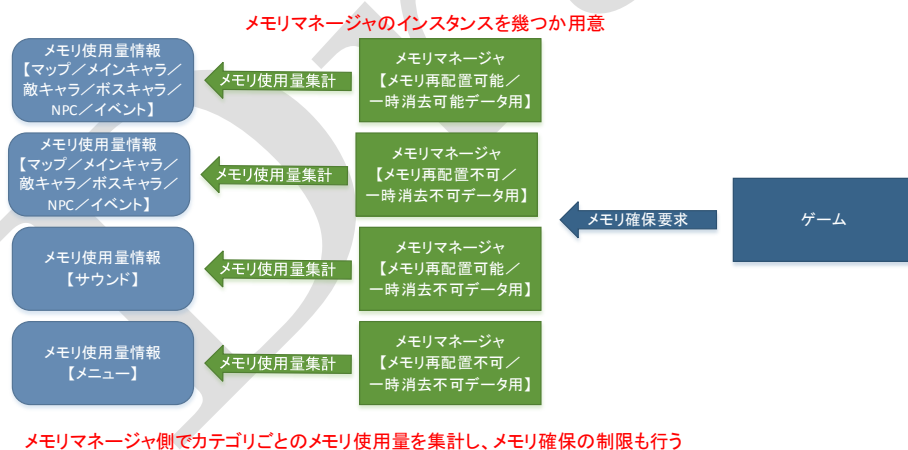 メモリマネージャのインスタンスを幾つか用意
メモリ使用量情報
【マップ／メインキャラ／
敵キャラ／ボスキャラ／
NPC／イベント】
メモリ使用量集計
メモリマネージャ
【メモリ再配置可能／
一時消去可能データ用】
メモリ使用量情報
【マップ／メインキャラ／
敵キャラ／ボスキャラ／
NPC／イベント】
メモリ使用量集計
メモリマネージャ
【メモリ再配置不可／
一時消去不可データ用】
メモリ確保要求
ゲーム
メモリ使用量情報
【サウンド】
メモリ使用量集計
メモリマネージャ
【メモリ再配置可能／
一時消去不可データ用】
メモリ使用量情報
【メニュー】
メモリ使用量集計
メモリマネージャ
【メモリ再配置不可／
一時消去不可データ用】
メモリマネージャ側でカテゴリごとのメモリ使用量を集計し、メモリ確保の制限も行う